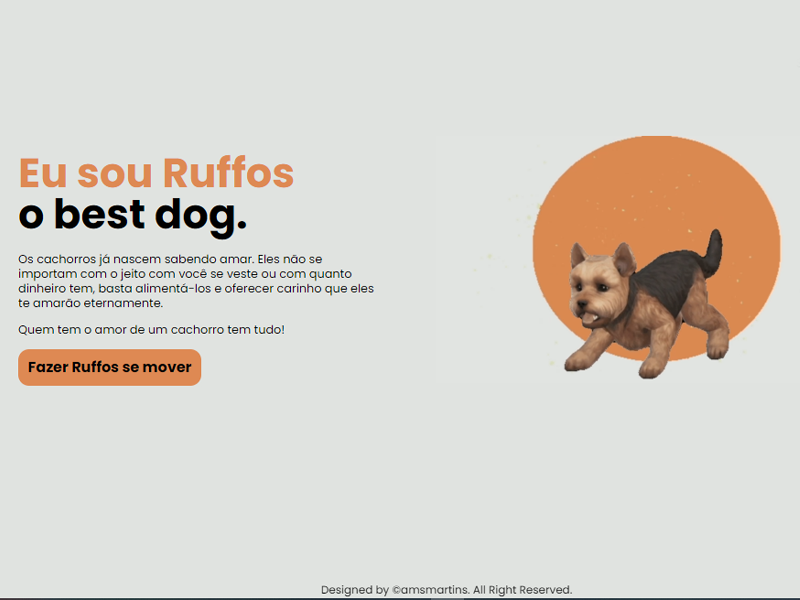 Eu sou Ruffos
o best dog.
Os cachorros já nascem sabendo amar. Eles não se
importam com o jeito com você se veste ou com quanto
dinheiro tem, basta alimentá-los e oferecer carinho que eles
te amarão eternamente.
Quem tem o amor de um cachorro tem tudo!
Fazer Ruffos se mover
Designed by ©amsmartins. All Right Reserved.